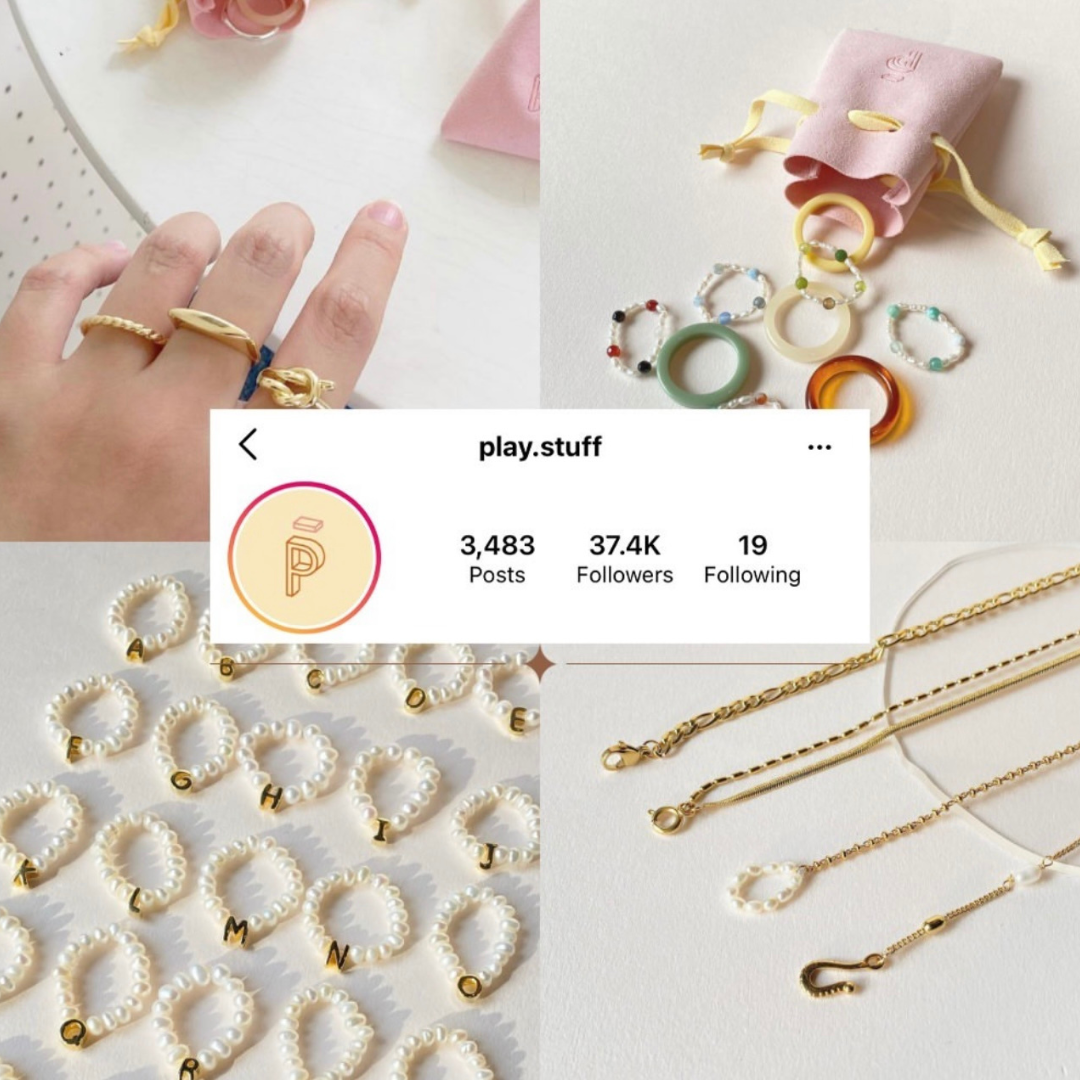 play.stuff
...
3,483 37.4K 19
Posts Followers Following
P
A B C D E
F G H I J
K L M N O
Q R